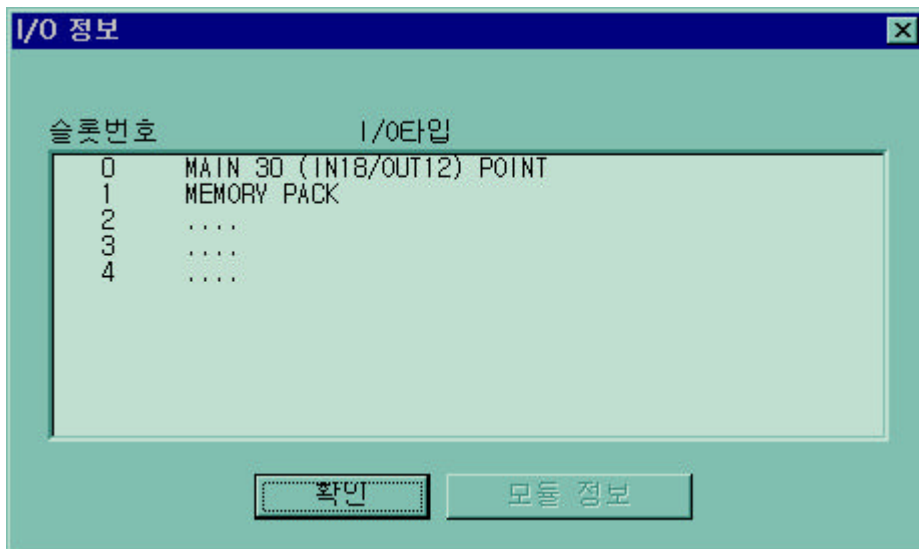 I/O 정보
슬롯번호 I/O타입
0 MAIN 30 (IN18/OUT12) POINT
1 MEMORY PACK
2 ....
3 ....
4 ....
확인 모듈 정보